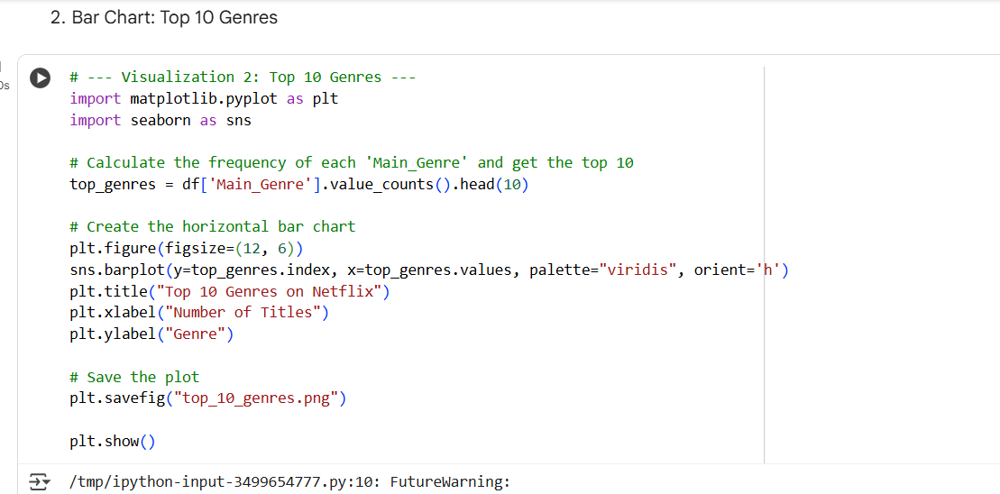 2. Bar Chart: Top 10 Genres
# --- Visualization 2: Top 10 Genres ---
import matplotlib.pyplot as plt
import seaborn as sns
# Calculate the frequency of each 'Main_Genre' and get the top 10
top_genres = df['Main_Genre'].value_counts().head(10)
# Create the horizontal bar chart
plt.figure(figsize=(12, 6))
sns.barplot(y=top_genres.index, x=top_genres.values, palette="viridis", orient='h')
plt.title("Top 10 Genres on Netflix")
plt.xlabel("Number of Titles")
plt.ylabel("Genre")
# Save the plot
plt.savefig("top_10_genres.png")
plt.show()
/tmp/ipython-input-3499654777.py:10: FutureWarning: